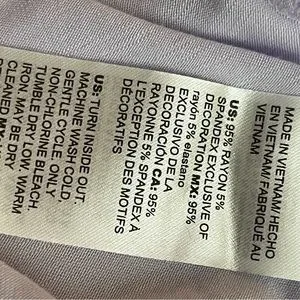 MADE IN VIETNAM/ HECHO
EN VIETNAM/ FABRIQUÉ AU
VIETNAM
US: 95% RAYON 5%
SPANDEX EXCLUSIVE OF
DECORATION MX: 95%
rayón 5% elastano
EXCLUSIVO DE LA
DECORACIÓN CA: 95%
RAYONNE 5% SPANDEX À
L'EXCEPTION DES MOTIFS
DÉCORATIFS
US: TURN INSIDE OUT.
MACHINE WASH COLD,
GENTLE CYCLE. ONLY
NON-CHLORINE BLEACH.
TUMBLE DRY LOW. WARM
IRON. MAY BE DRY
CLEANED. MX: